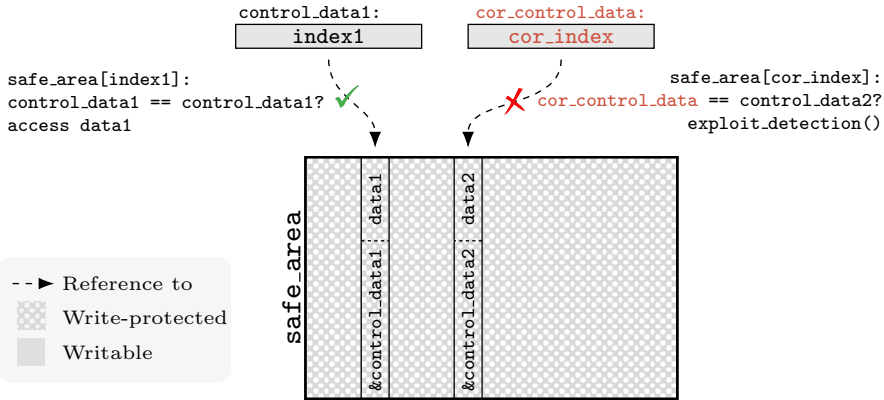 control_data1:
index1
cor_control_data:
cor_index
safe_area[index1]:
control_data1 == control_data1?
access data1
safe_area[cor_index]:
cor_control_data == control_data2?
exploit_detection()
safe_area
data1
&control_data1
data2
&control_data2
Reference to
Write-protected
Writable